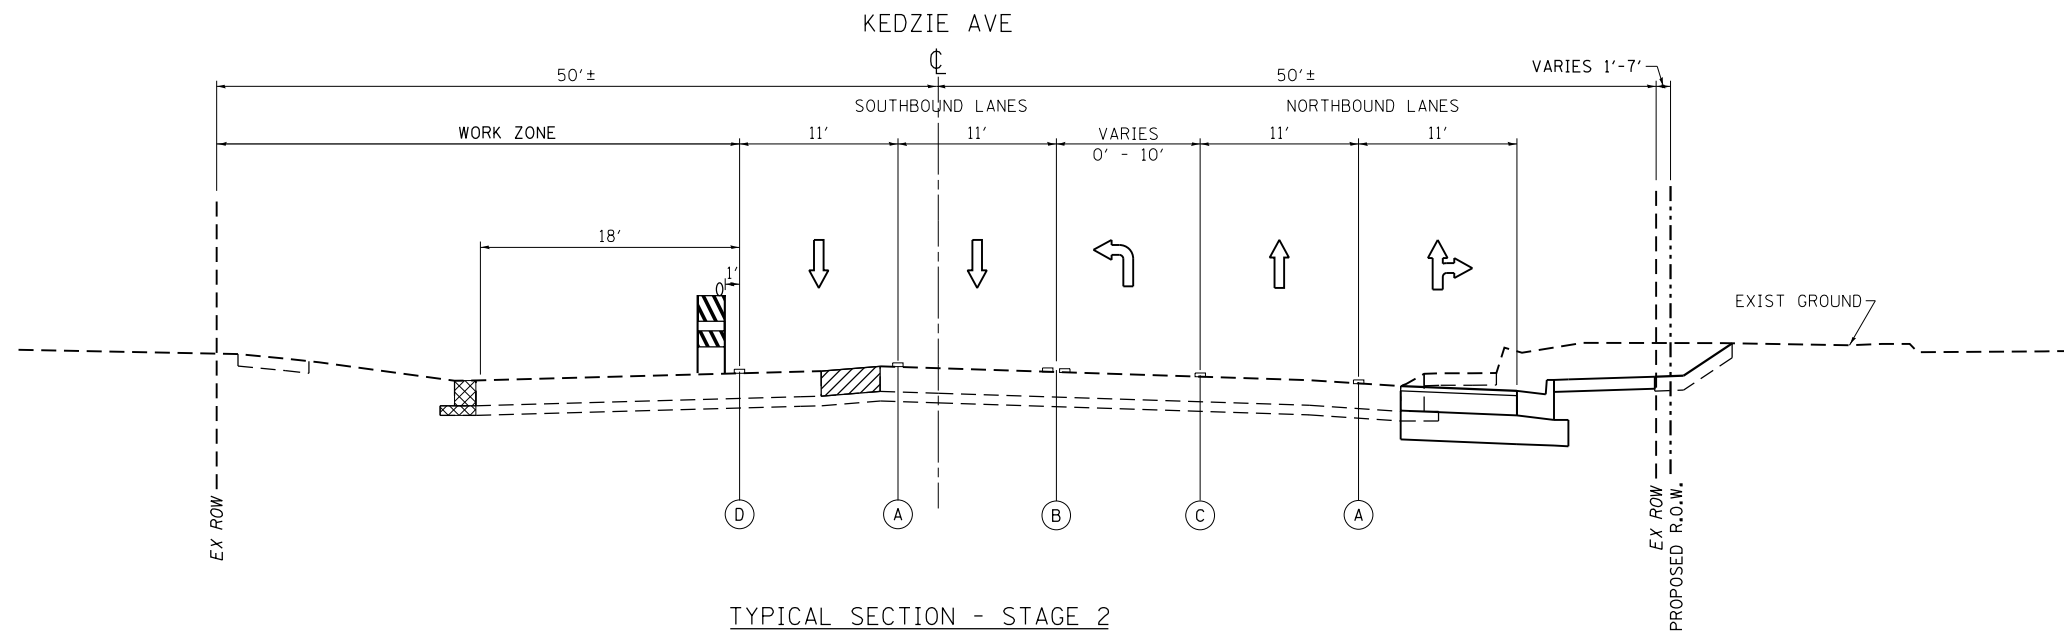 KEDZIE AVE
℄
50'± 50'± VARIES 1'-7'
SOUTHBOUND LANES NORTHBOUND LANES
WORK ZONE 11' 11' VARIES 11' 11'
0' - 10'
18'
1'
EXIST GROUND
D A B C A
EX ROW
EX ROW
PROPOSED R.O.W.
TYPICAL SECTION - STAGE 2